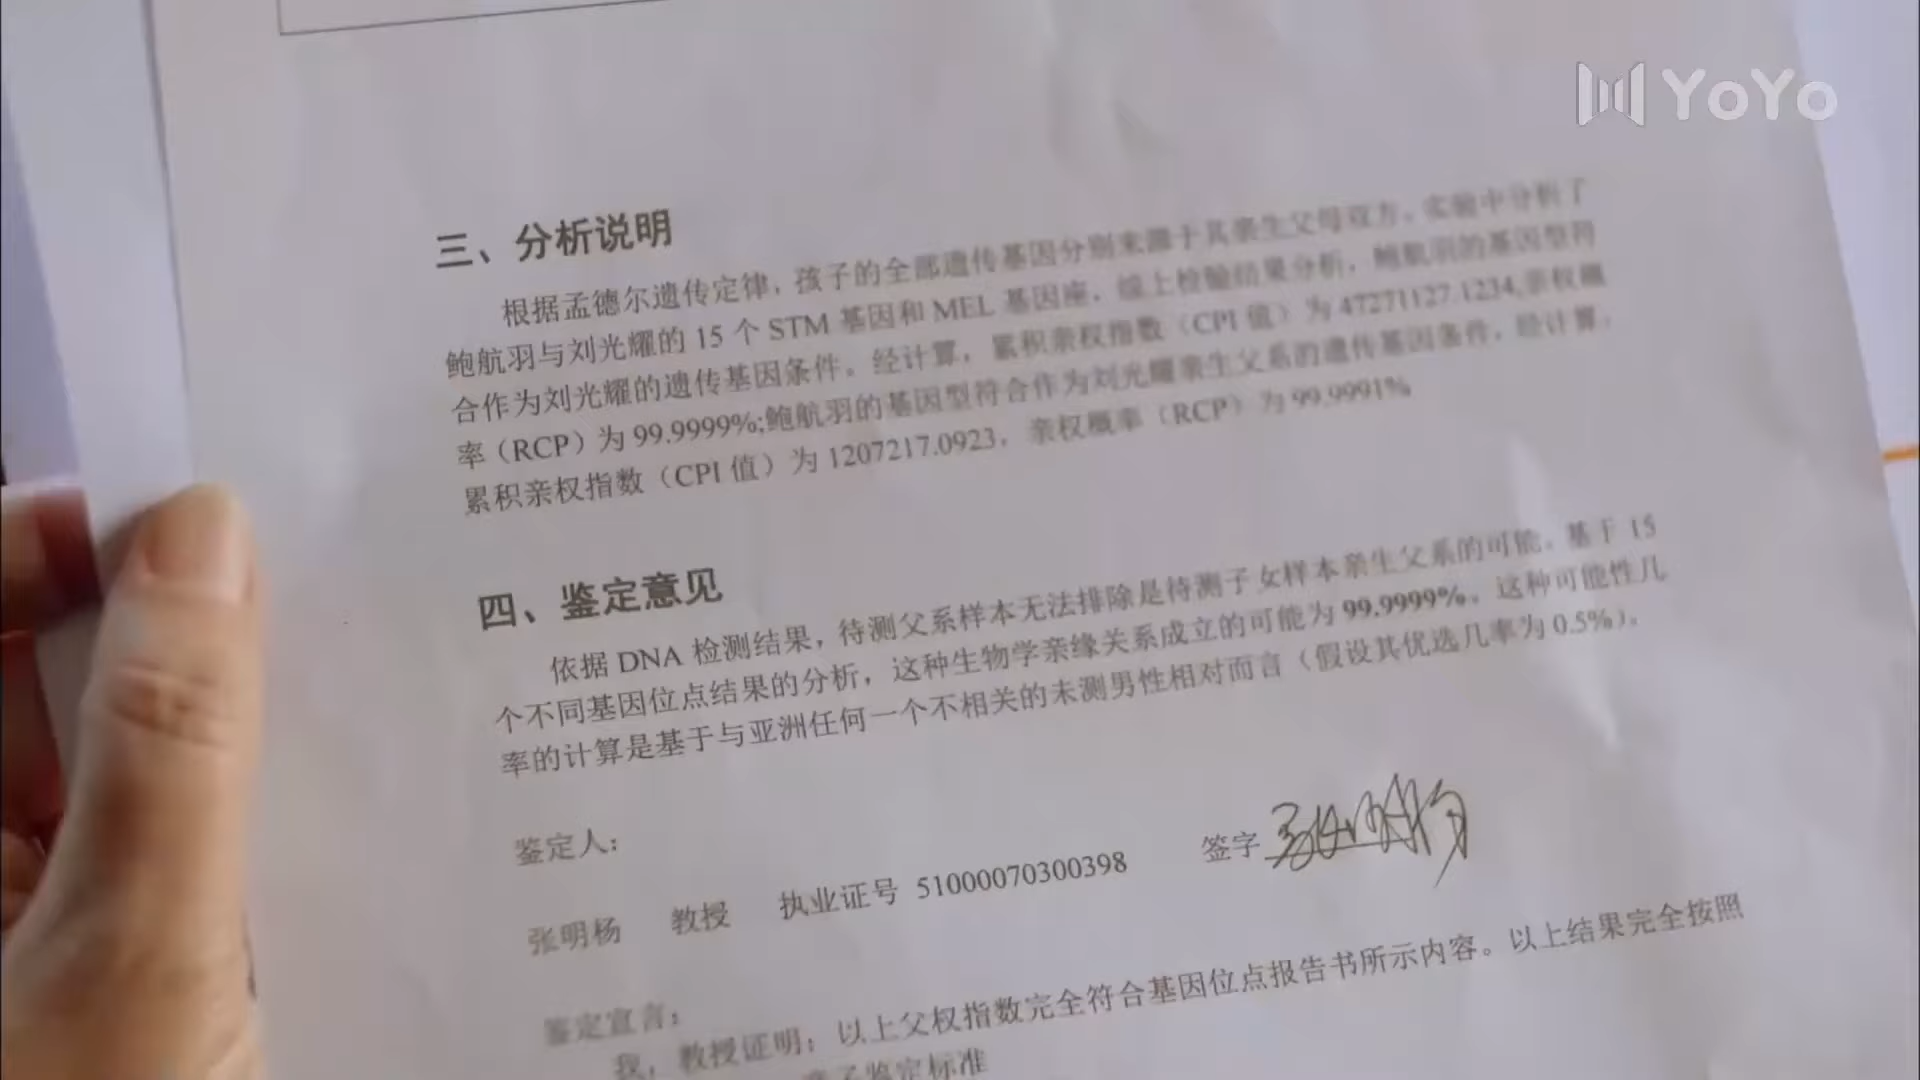 YoYo
三、分析说明
根据孟德尔遗传定律，孩子的全部遗传基因分别来源于其亲生父母双方。实验中分析了
鲍航羽与刘光耀的 15 个 STM 基因和 MEL 基因座，综上检验结果分析，鲍航羽的基因型符
合作为刘光耀的遗传基因条件。经计算，累积亲权指数（CPI 值）为 47271127.1234,亲权概
率（RCP）为 99.9999%;鲍航羽的基因型符合作为刘光耀亲生父系的遗传基因条件，经计算，
累积亲权指数（CPI 值）为 1207217.0923，亲权概率（RCP）为 99.9991%
四、鉴定意见
依据 DNA 检测结果，待测父系样本无法排除是待测子女样本亲生父系的可能。基于 15
个不同基因位点结果的分析，这种生物学亲缘关系成立的可能为 99.9999%。这种可能性几
率的计算是基于与亚洲任何一个不相关的未测男性相对而言（假设其优选几率为 0.5%）。
鉴定人：
签字 张明杨
张明杨 教授 执业证号 51000070300398
鉴定宣言：
我，教授证明：以上父权指数完全符合基因位点报告书所示内容。以上结果完全按照
亲子鉴定标准